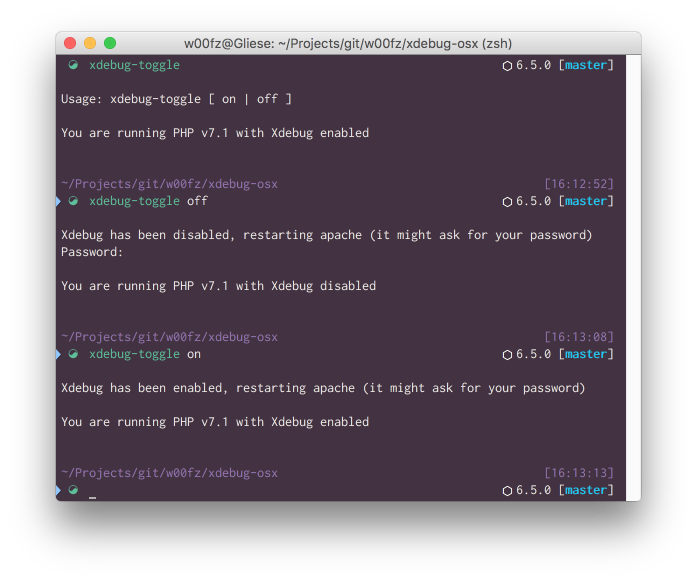 w00fz@Gliese: ~/Projects/git/w00fz/xdebug-osx (zsh)
xdebug-toggle 6.5.0 [master]
Usage: xdebug-toggle [ on | off ]
You are running PHP v7.1 with Xdebug enabled
~/Projects/git/w00fz/xdebug-osx [16:12:52]
xdebug-toggle off 6.5.0 [master]
Xdebug has been disabled, restarting apache (it might ask for your password)
Password:
You are running PHP v7.1 with Xdebug disabled
~/Projects/git/w00fz/xdebug-osx [16:13:08]
xdebug-toggle on 6.5.0 [master]
Xdebug has been enabled, restarting apache (it might ask for your password)
You are running PHP v7.1 with Xdebug enabled
~/Projects/git/w00fz/xdebug-osx [16:13:13]
_ 6.5.0 [master]